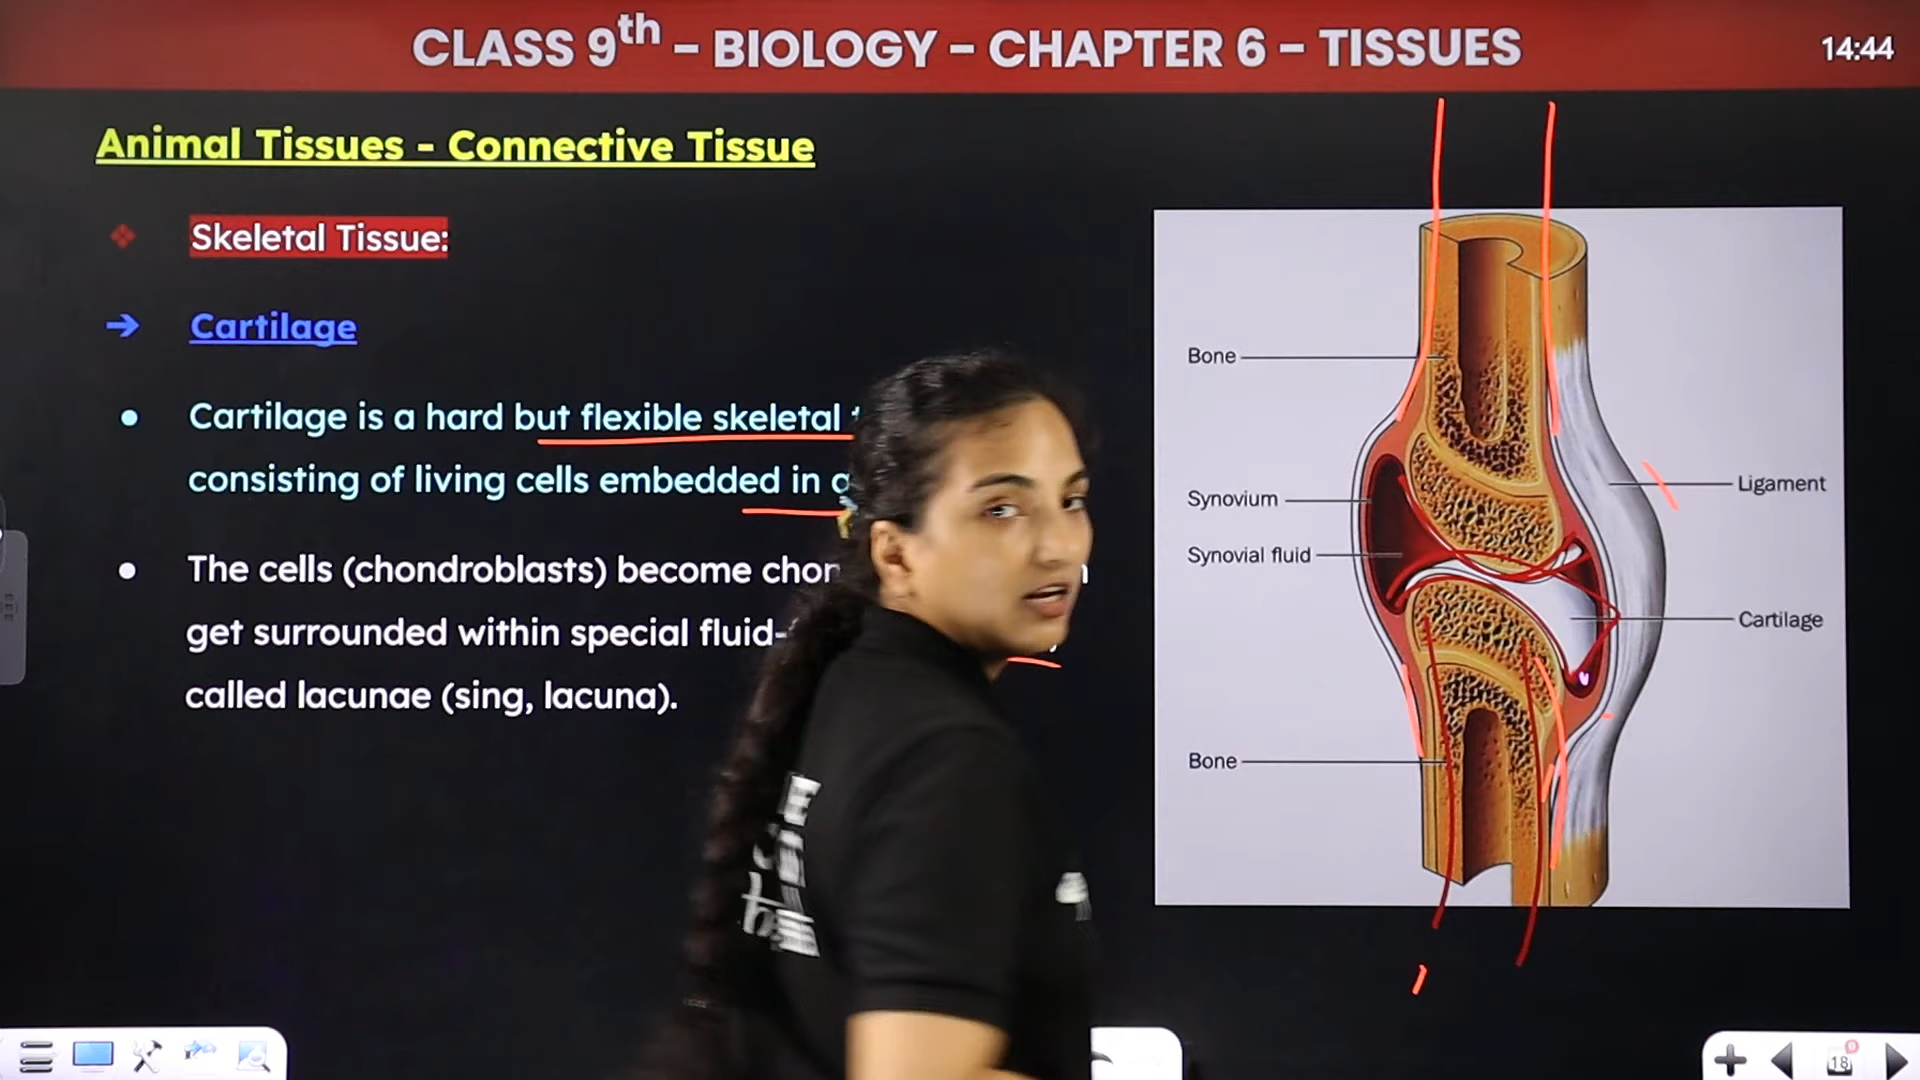 CLASS 9th - BIOLOGY - CHAPTER 6 - TISSUES
14:44
Animal Tissues - Connective Tissue
Skeletal Tissue:
Cartilage
Cartilage is a hard but flexible skeletal
consisting of living cells embedded in
The cells (chondroblasts) become
get surrounded within special fluid-
called lacunae (sing, lacuna).
Bone
Synovium
Synovial fluid
Bone
Ligament
Cartilage
18